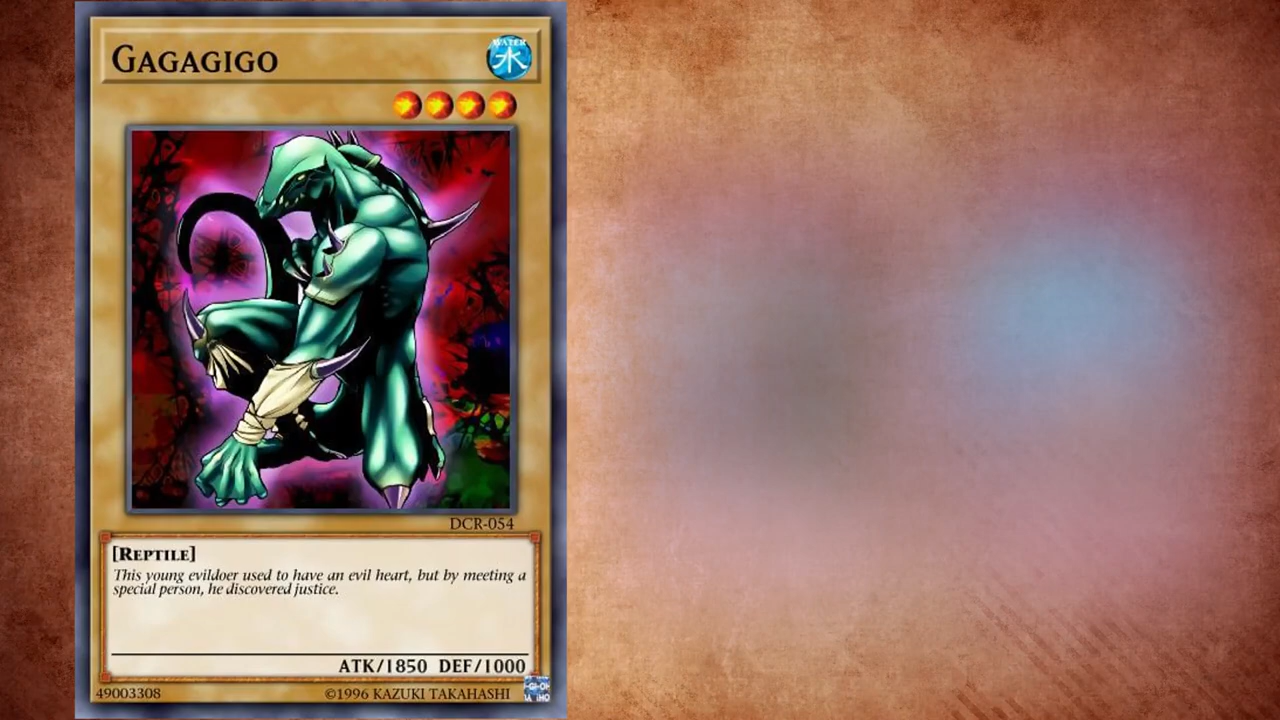 Gagagigo
WATER
水
DCR-054
[Reptile]
This young evildoer used to have an evil heart, but by meeting a
special person, he discovered justice.
ATK/1850 DEF/1000
49003308
©1996 KAZUKI TAKAHASHI